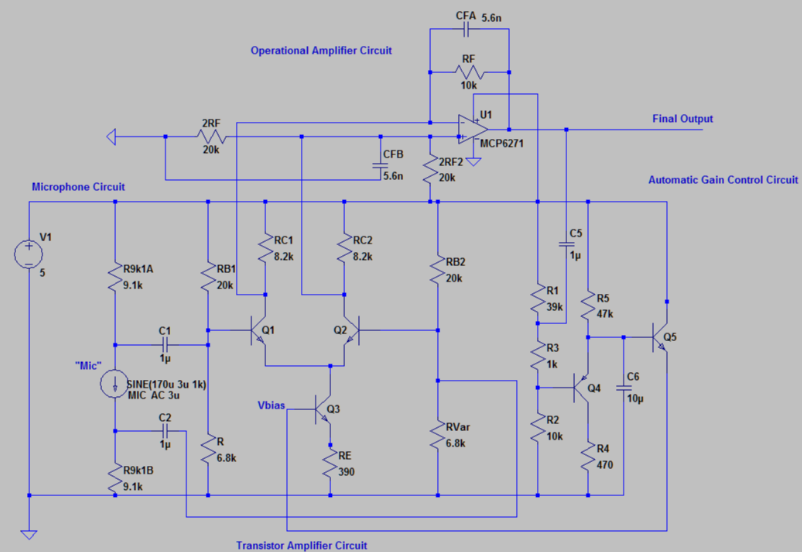 CFA 5.6n
Operational Amplifier Circuit
RF
10k
U1
2RF
20k
Final Output
MCP6271
CFB
5.6n
2RF2
20k
Microphone Circuit
Automatic Gain Control Circuit
V1
5
R9k1A
9.1k
RB1
20k
RC1
8.2k
RC2
8.2k
RB2
20k
C5
1µ
R1
39k
R5
47k
C1
1µ
Q1
Q2
Q5
"Mic"
SINE(170u 3u 1k)
MIC AC 3u
R3
1k
Q4
C6
10µ
Vbias
Q3
C2
1µ
R
6.8k
RVar
6.8k
R2
10k
R9k1B
9.1k
RE
390
R4
470
Transistor Amplifier Circuit